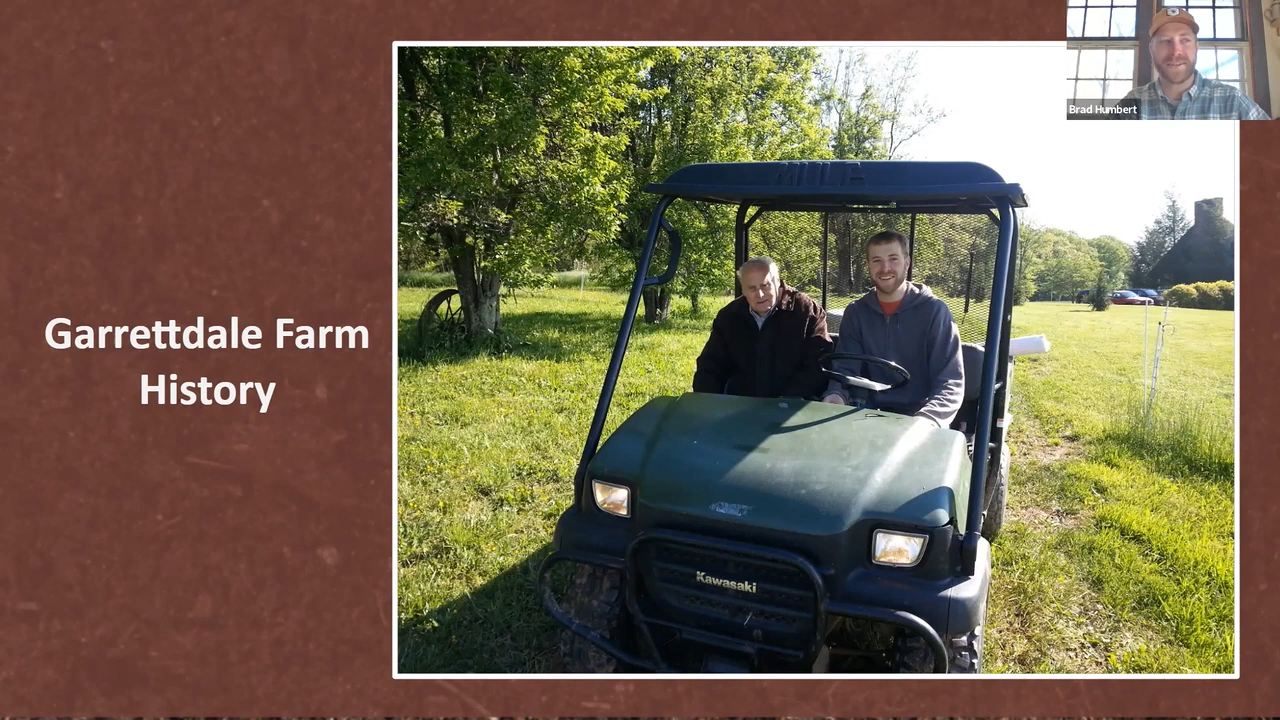 Garrettdale Farm
History
Brad Humbert
MULE
Kawasaki